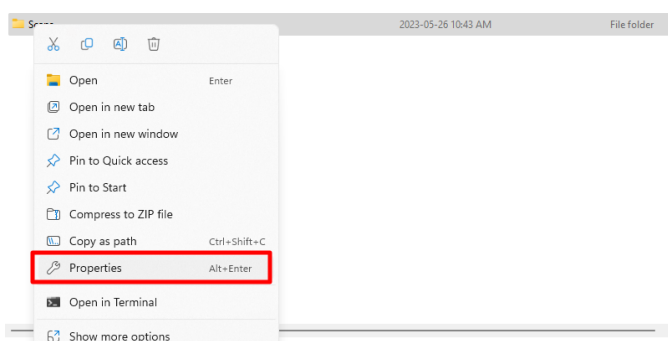 2023-05-26 10:43 AM File folder
Open Enter
Open in new tab
Open in new window
Pin to Quick access
Pin to Start
Compress to ZIP file
Copy as path Ctrl+Shift+C
Properties Alt+Enter
Open in Terminal
Show more options